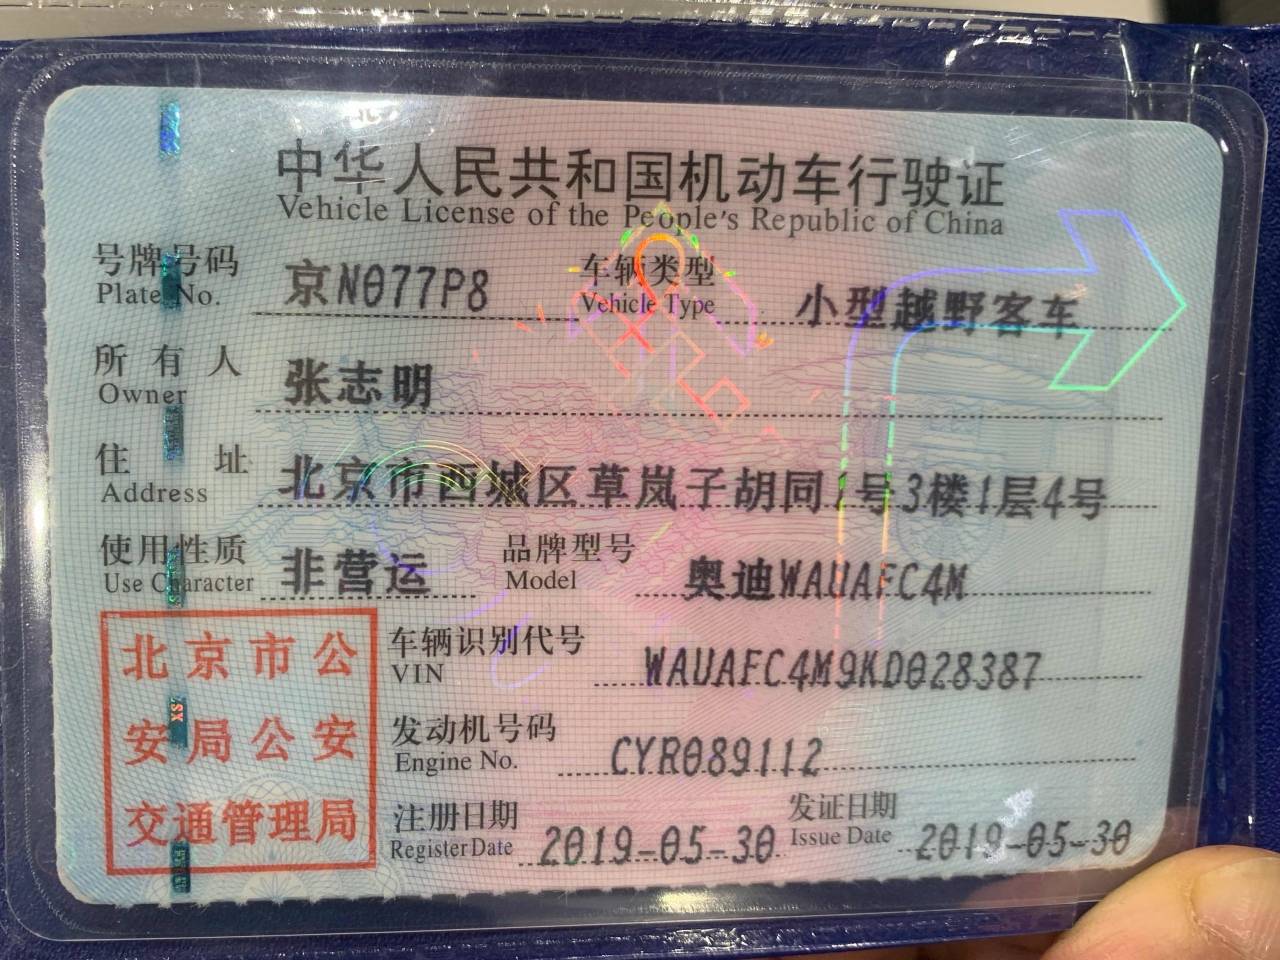 中华人民共和国机动车行驶证
Vehicle License of the People's Republic of China
号牌号码 京N077P8 车辆类型 小型越野客车
Plate No. Vehicle Type
所有人 张志明
Owner
住址 北京市西城区草岚子胡同1号3楼1层4号
Address
使用性质 非营运 品牌型号 奥迪WAUAFC4M
Use Character Model
北京市公
安局公安
交通管理局
车辆识别代号 WAUAFC4M9KD028387
VIN
发动机号码 CYR089112
Engine No.
注册日期 2019-05-30 发证日期 2019-05-30
Register Date Issue Date